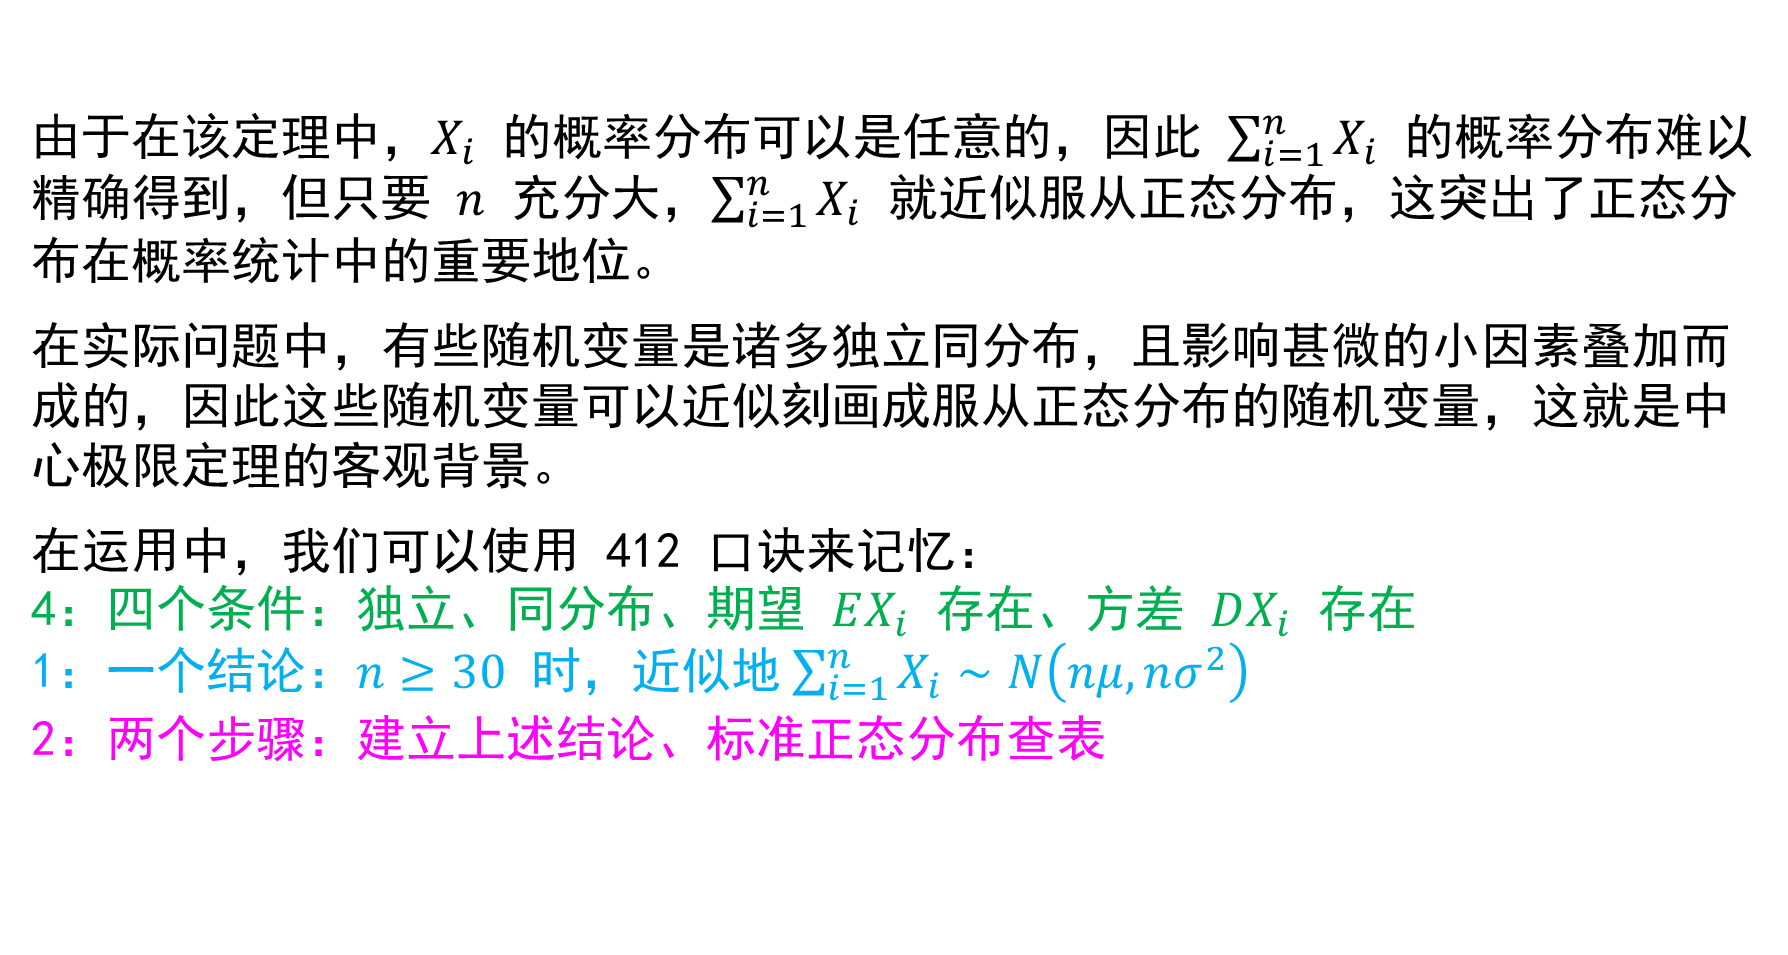 由于在该定理中，𝑋ᵢ 的概率分布可以是任意的，因此 ∑ⁿᵢ₌₁ 𝑋ᵢ 的概率分布难以
精确得到，但只要 𝑛 充分大，∑ⁿᵢ₌₁ 𝑋ᵢ 就近似服从正态分布，这突出了正态分
布在概率统计中的重要地位。
在实际问题中，有些随机变量是诸多独立同分布，且影响甚微的小因素叠加而
成的，因此这些随机变量可以近似刻画成服从正态分布的随机变量，这就是中
心极限定理的客观背景。
在运用中，我们可以使用 412 口诀来记忆：
4：四个条件：独立、同分布、期望 𝐸𝑋ᵢ 存在、方差 𝐷𝑋ᵢ 存在
1：一个结论：𝑛 ≥ 30 时，近似地 ∑ⁿᵢ₌₁ 𝑋ᵢ ~ 𝑁(𝑛𝜇, 𝑛𝜎²)
2：两个步骤：建立上述结论、标准正态分布查表